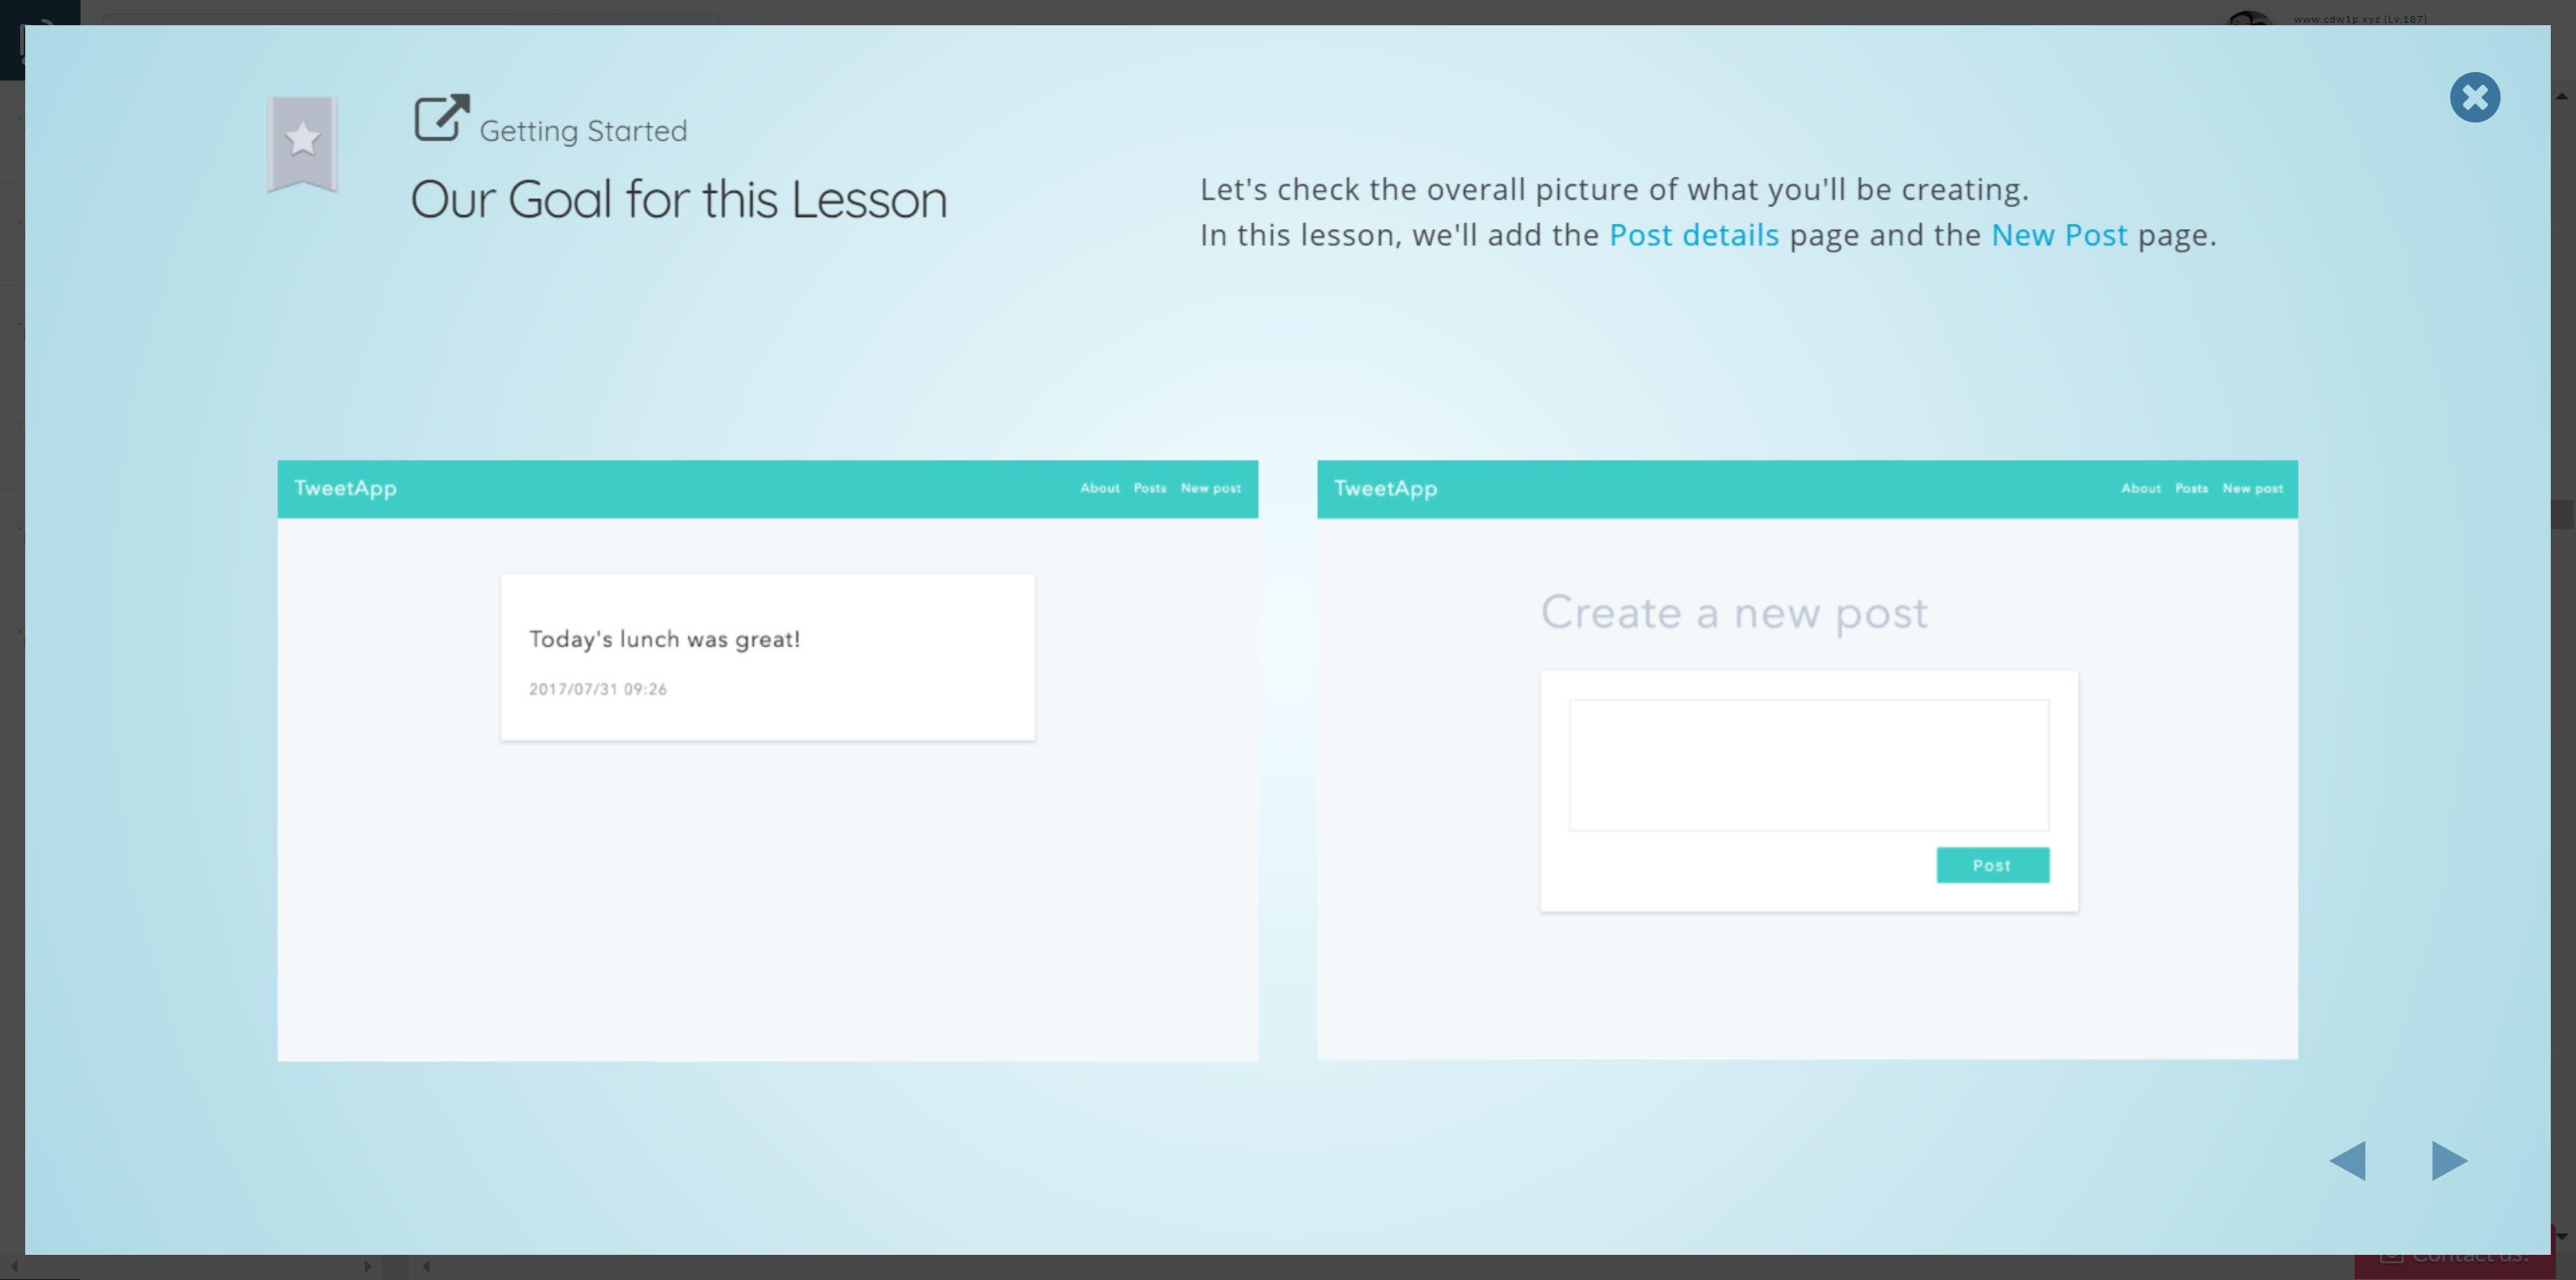 www.cdw1p.xyz (Lv.187)
Getting Started
Our Goal for this Lesson
Let's check the overall picture of what you'll be creating.
In this lesson, we'll add the Post details page and the New Post page.
TweetApp
About Posts New post
Today's lunch was great!
2017/07/31 09:26
TweetApp
About Posts New post
Create a new post
Post
Contact us!